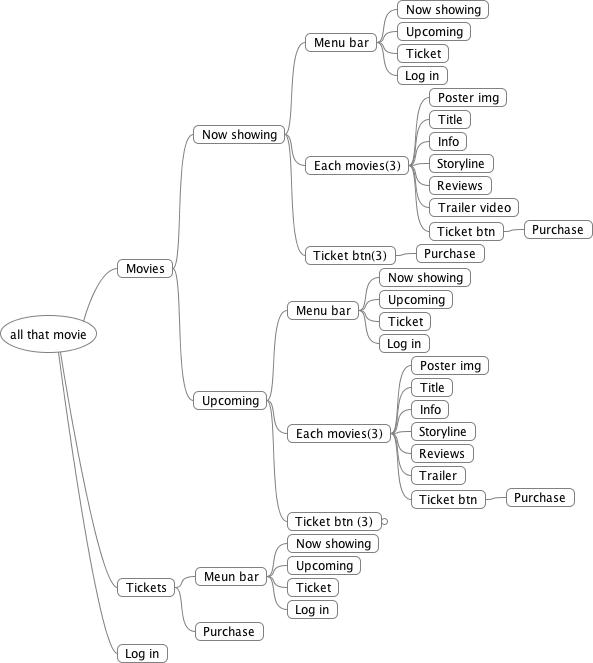 all that movie
Movies
Now showing
Menu bar
Now showing
Upcoming
Ticket
Log in
Each movies(3)
Poster img
Title
Info
Storyline
Reviews
Trailer video
Ticket btn
Purchase
Ticket btn(3)
Purchase
Upcoming
Menu bar
Now showing
Upcoming
Ticket
Log in
Each movies(3)
Poster img
Title
Info
Storyline
Reviews
Trailer
Ticket btn
Purchase
Ticket btn (3)
Tickets
Meun bar
Now showing
Upcoming
Ticket
Log in
Purchase
Log in